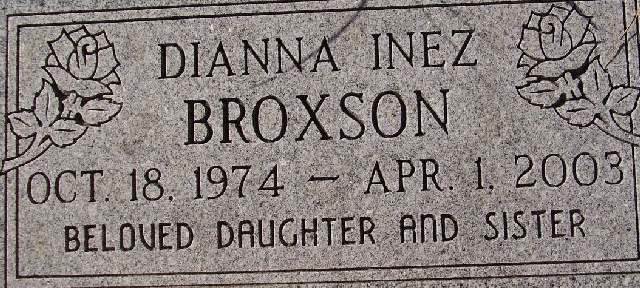 DIANNA INEZ
BROXSON
OCT. 18, 1974 – APR. 1, 2003
BELOVED DAUGHTER AND SISTER